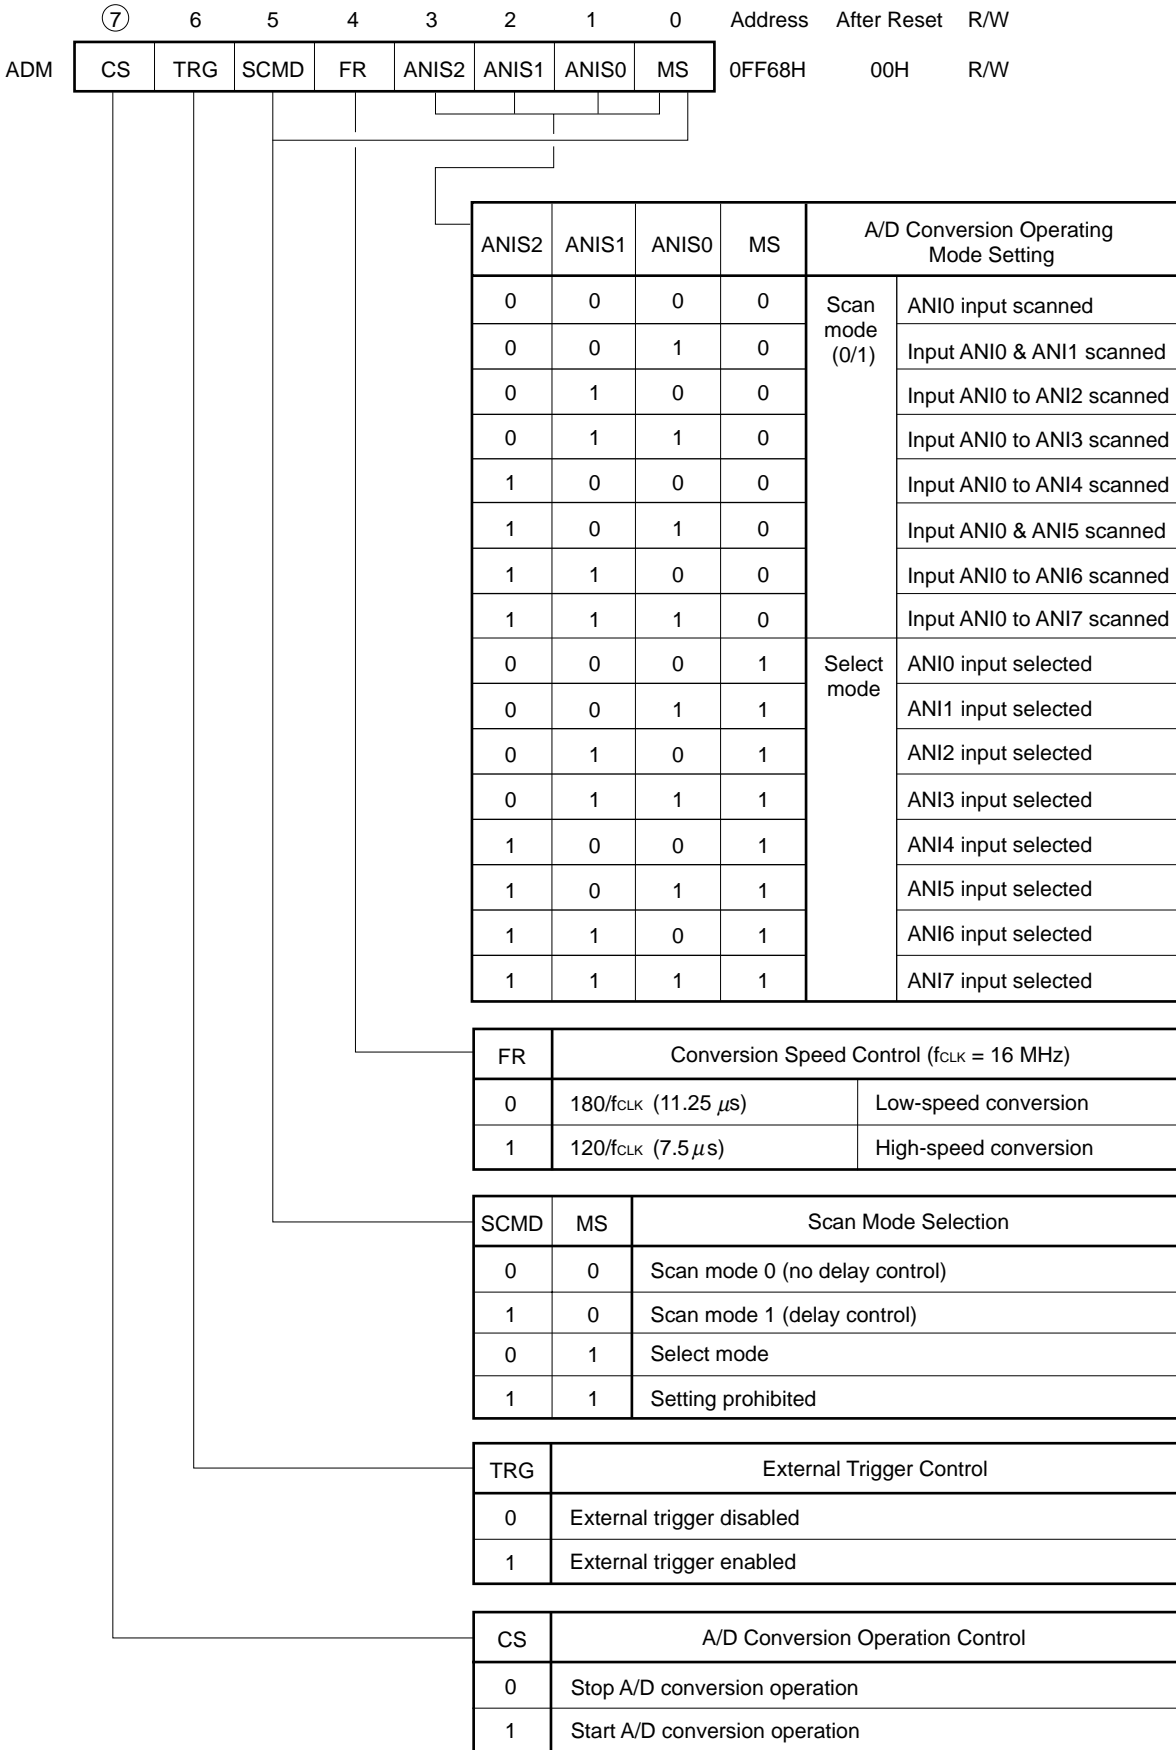 7 6 5 4 3 2 1 0 Address After Reset R/W
ADM CS TRG SCMD FR ANIS2 ANIS1 ANIS0 MS 0FF68H 00H R/W
ANIS2 ANIS1 ANIS0 MS A/D Conversion Operating
Mode Setting
0 0 0 0 Scan ANI0 input scanned
mode
0 0 1 0 (0/1) Input ANI0 & ANI1 scanned
0 1 0 0 Input ANI0 to ANI2 scanned
0 1 1 0 Input ANI0 to ANI3 scanned
1 0 0 0 Input ANI0 to ANI4 scanned
1 0 1 0 Input ANI0 & ANI5 scanned
1 1 0 0 Input ANI0 to ANI6 scanned
1 1 1 0 Input ANI0 to ANI7 scanned
0 0 0 1 Select ANI0 input selected
mode
0 0 1 1 ANI1 input selected
0 1 0 1 ANI2 input selected
0 1 1 1 ANI3 input selected
1 0 0 1 ANI4 input selected
1 0 1 1 ANI5 input selected
1 1 0 1 ANI6 input selected
1 1 1 1 ANI7 input selected
FR Conversion Speed Control (fCLK = 16 MHz)
0 180/fCLK (11.25 μs) Low-speed conversion
1 120/fCLK (7.5 μs) High-speed conversion
SCMD MS Scan Mode Selection
0 0 Scan mode 0 (no delay control)
1 0 Scan mode 1 (delay control)
0 1 Select mode
1 1 Setting prohibited
TRG External Trigger Control
0 External trigger disabled
1 External trigger enabled
CS A/D Conversion Operation Control
0 Stop A/D conversion operation
1 Start A/D conversion operation